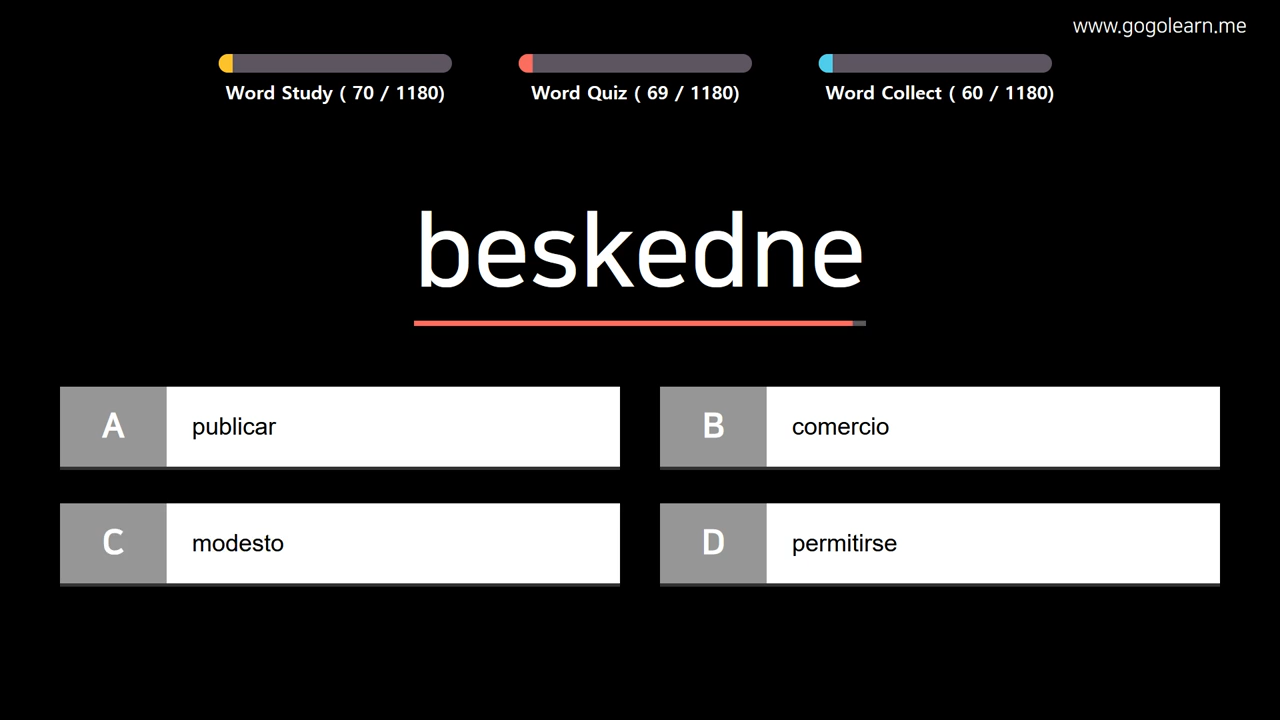 www.gogolearn.me
Word Study ( 70 / 1180)
Word Quiz ( 69 / 1180)
Word Collect ( 60 / 1180)
beskedne
A publicar
B comercio
C modesto
D permitirse